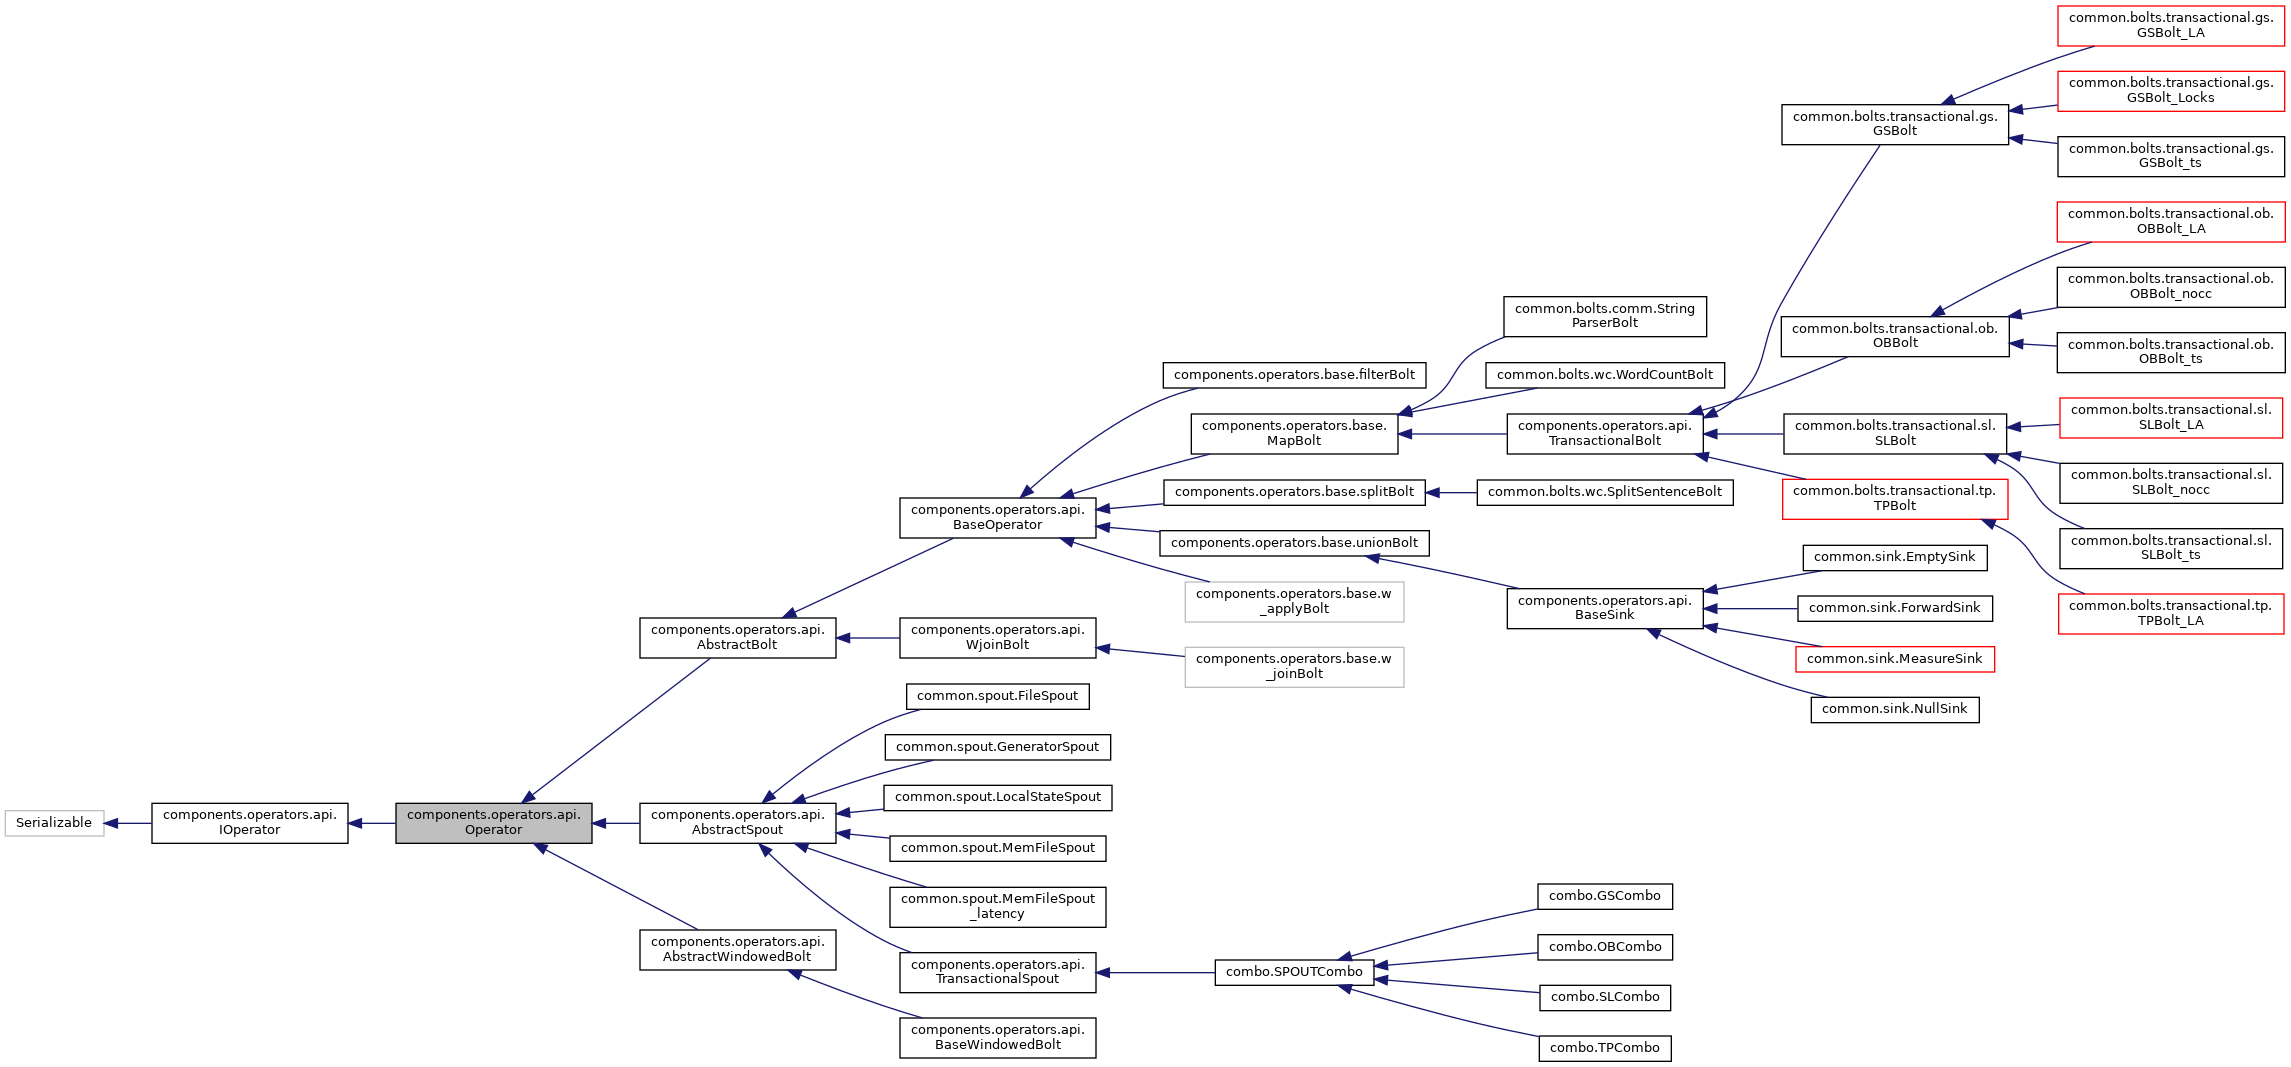 Serializable
components.operators.api.
IOperator
components.operators.api.
Operator
components.operators.api.
AbstractBolt
components.operators.api.
AbstractSpout
components.operators.api.
AbstractWindowedBolt
components.operators.api.
BaseOperator
components.operators.api.
WjoinBolt
common.spout.FileSpout
common.spout.GeneratorSpout
common.spout.LocalStateSpout
common.spout.MemFileSpout
common.spout.MemFileSpout
_latency
components.operators.api.
TransactionalSpout
components.operators.api.
BaseWindowedBolt
components.operators.base.filterBolt
components.operators.base.
MapBolt
components.operators.base.splitBolt
components.operators.base.unionBolt
components.operators.base.w
_applyBolt
components.operators.base.w
_joinBolt
combo.SPOUTCombo
common.bolts.comm.String
ParserBolt
common.bolts.wc.WordCountBolt
components.operators.api.
TransactionalBolt
common.bolts.wc.SplitSentenceBolt
components.operators.api.
BaseSink
combo.GSCombo
combo.OBCombo
combo.SLCombo
combo.TPCombo
common.bolts.transactional.gs.
GSBolt
common.bolts.transactional.ob.
OBBolt
common.bolts.transactional.sl.
SLBolt
common.bolts.transactional.tp.
TPBolt
common.sink.EmptySink
common.sink.ForwardSink
common.sink.MeasureSink
common.sink.NullSink
common.bolts.transactional.gs.
GSBolt_LA
common.bolts.transactional.gs.
GSBolt_Locks
common.bolts.transactional.gs.
GSBolt_ts
common.bolts.transactional.ob.
OBBolt_LA
common.bolts.transactional.ob.
OBBolt_nocc
common.bolts.transactional.ob.
OBBolt_ts
common.bolts.transactional.sl.
SLBolt_LA
common.bolts.transactional.sl.
SLBolt_nocc
common.bolts.transactional.sl.
SLBolt_ts
common.bolts.transactional.tp.
TPBolt_LA